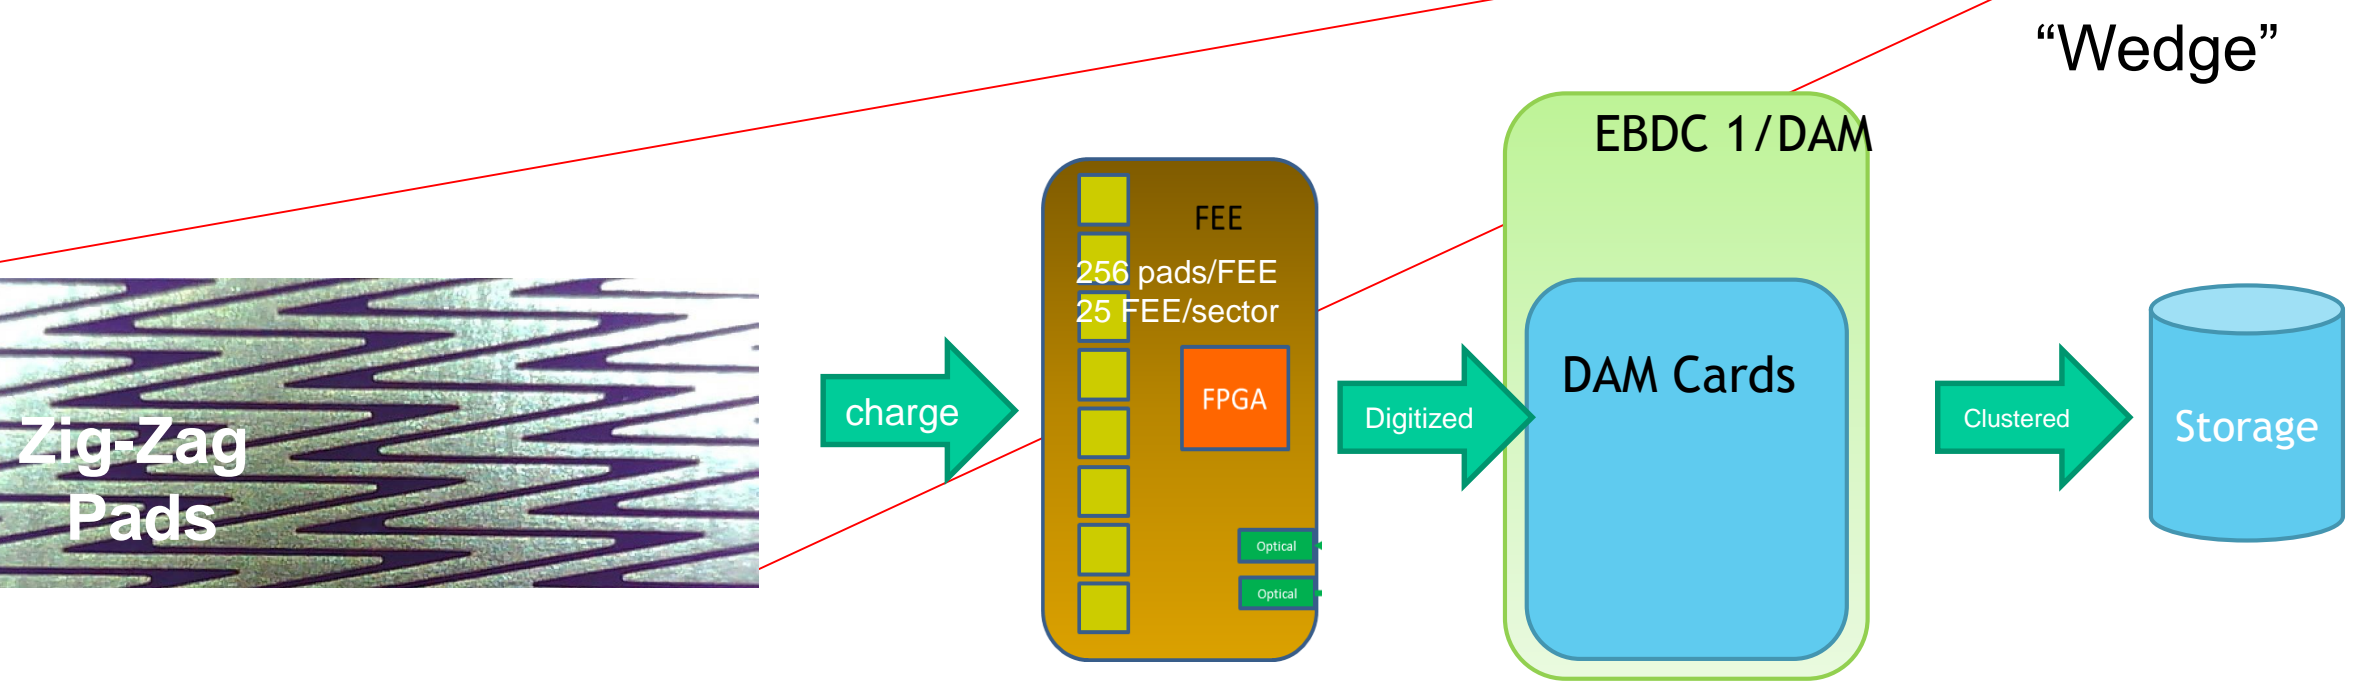 “Wedge”
EBDC 1/DAM
FEE
256 pads/FEE
25 FEE/sector
DAM Cards
FPGA
charge
Digitized
Clustered
Storage
Zig-Zag
Pads
Optical
Optical